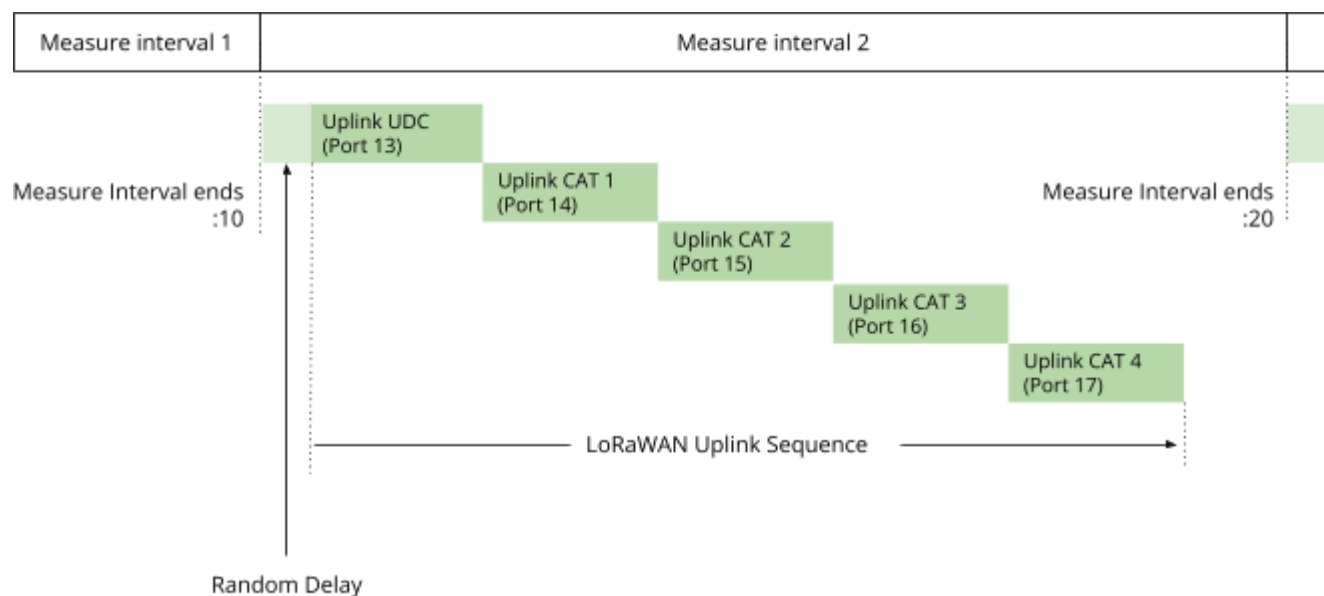 Measure interval 1
Measure interval 2
Uplink UDC
(Port 13)
Uplink CAT 1
(Port 14)
Measure Interval ends
:10
Measure Interval ends
:20
Uplink CAT 2
(Port 15)
Uplink CAT 3
(Port 16)
Uplink CAT 4
(Port 17)
LoRaWAN Uplink Sequence
Random Delay